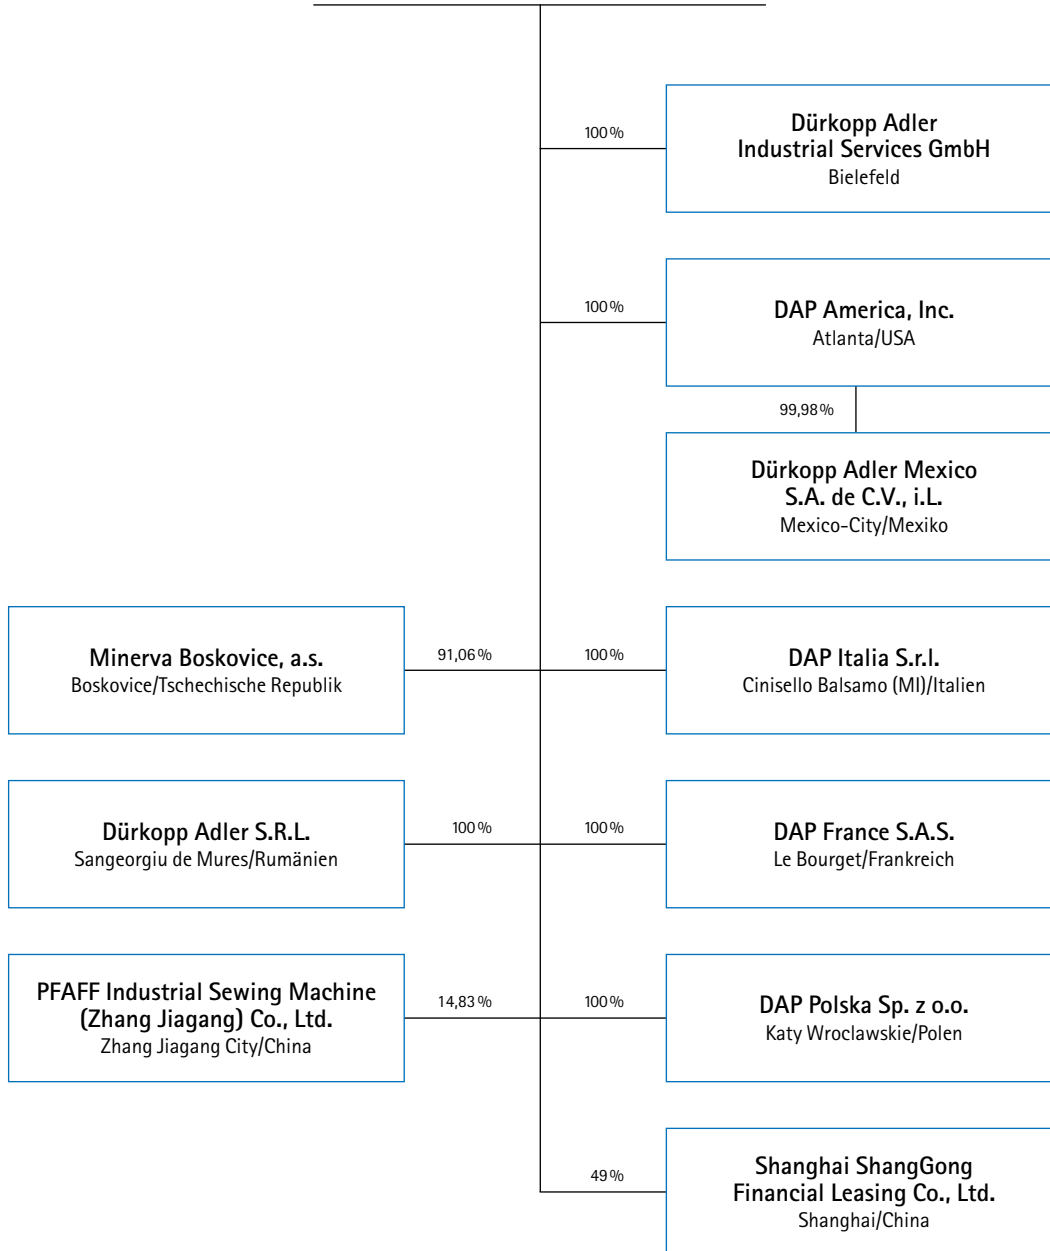 100 %
Dürkopp Adler
Industrial Services GmbH
Bielefeld
100 %
DAP America, Inc.
Atlanta/USA
99,98 %
Dürkopp Adler Mexico
S.A. de C.V., i.L.
Mexico-City/Mexiko
Minerva Boskovice, a.s.
Boskovice/Tschechische Republik
91,06 %
100 %
DAP Italia S.r.l.
Cinisello Balsamo (MI)/Italien
Dürkopp Adler S.R.L.
Sangeorgiu de Mures/Rumänien
100 %
100 %
DAP France S.A.S.
Le Bourget/Frankreich
PFAFF Industrial Sewing Machine
(Zhang Jiagang) Co., Ltd.
Zhang Jiagang City/China
14,83 %
100 %
DAP Polska Sp. z o.o.
Katy Wroclawskie/Polen
49 %
Shanghai ShangGong
Financial Leasing Co., Ltd.
Shanghai/China